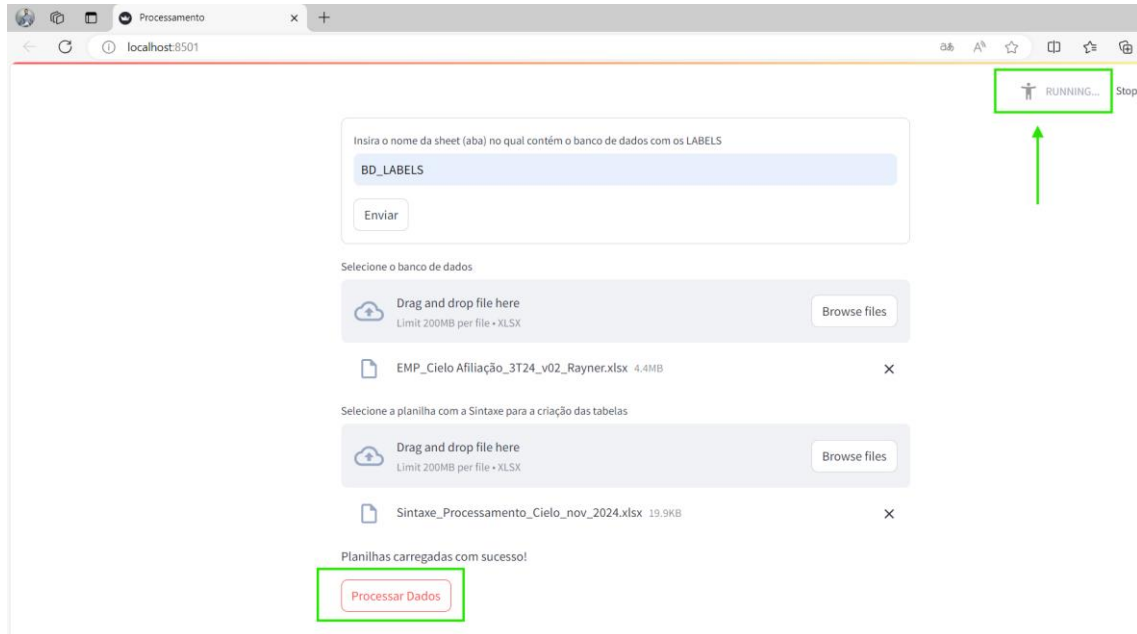 Processamento
localhost:8501
RUNNING... Stop
Insira o nome da sheet (aba) no qual contém o banco de dados com os LABELS
BD_LABELS
Enviar
Selecione o banco de dados
Drag and drop file here
Limit 200MB per file • XLSX
Browse files
EMP_Cielo Afiliação_3T24_v02_Rayner.xlsx 4.4MB
Selecione a planilha com a Sintaxe para a criação das tabelas
Drag and drop file here
Limit 200MB per file • XLSX
Browse files
Sintaxe_Processamento_Cielo_nov_2024.xlsx 19.9KB
Planilhas carregadas com sucesso!
Processar Dados